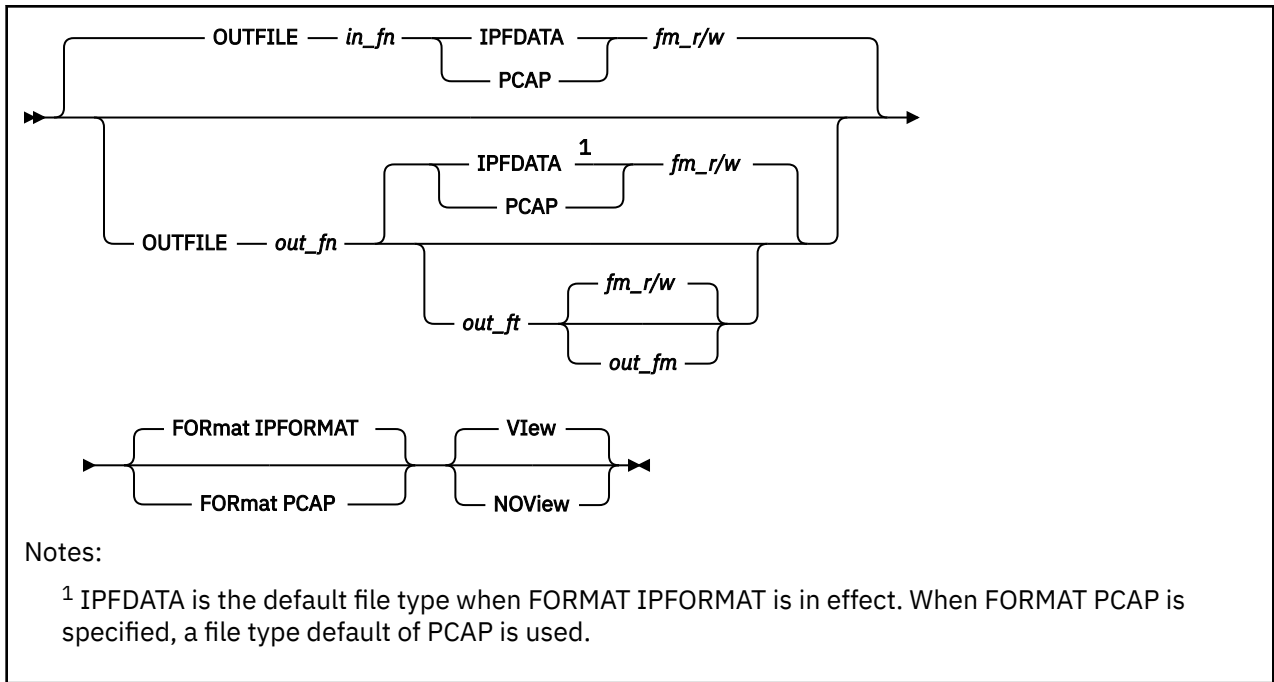 OUTFILE in_fn IPFDATA fm_r/w
PCAP
IPFDATA 1 fm_r/w
PCAP
OUTFILE out_fn
fm_r/w
out_ft
out_fm
FORmat IPFORMAT VIew
FORmat PCAP NOView
Notes:
1 IPFDATA is the default file type when FORMAT IPFORMAT is in effect. When FORMAT PCAP is
specified, a file type default of PCAP is used.